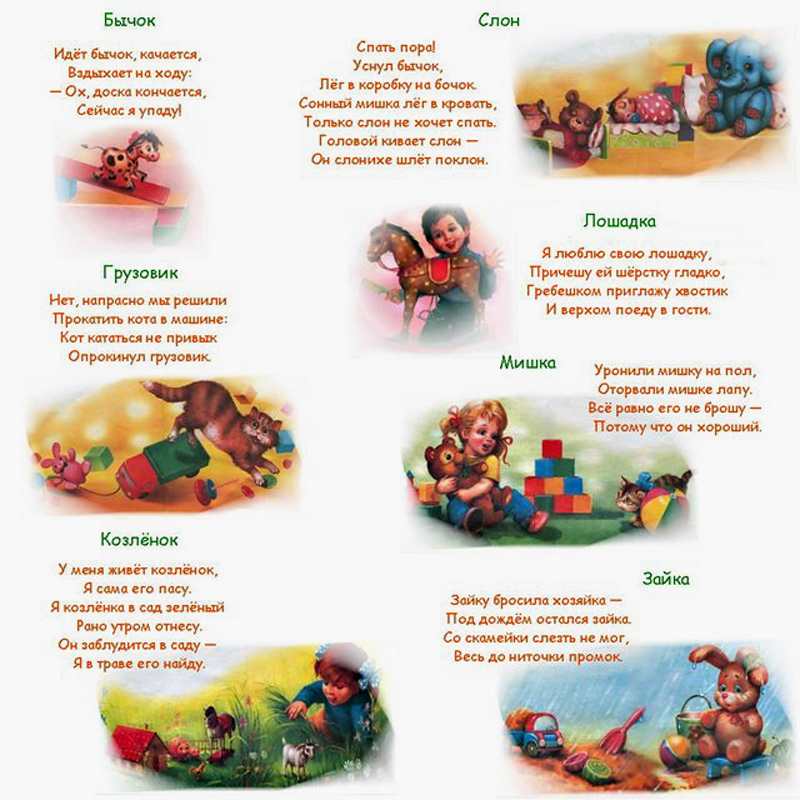 Бычок
Идёт бычок, качается,
Вздыхает на ходу:
— Ох, доска кончается,
Сейчас я упаду!
Слон
Спать пора!
Уснул бычок,
Лёг в коробку на бочок.
Сонный мишка лёг в кровать,
Только слон не хочет спать.
Головой кивает слон —
Он слонихе шлёт поклон.
Грузовик
Нет, напрасно мы решили
Прокатить кота в машине:
Кот кататься не привык
Опрокинул грузовик.
Лошадка
Я люблю свою лошадку,
Причешу ей шёрстку гладко,
Гребешком приглажу хвостик
И верхом поеду в гости.
Мишка
Уронили мишку на пол,
Оторвали мишке лапу.
Всё равно его не брошу —
Потому что он хороший.
Козлёнок
У меня живёт козлёнок,
Я сама его пасу.
Я козлёнка в сад зелёный
Рано утром отнесу.
Он заблудится в саду —
Я в траве его найду.
Зайка
Зайку бросила хозяйка —
Под дождём остался зайка.
Со скамейки слезть не мог,
Весь до ниточки промок.